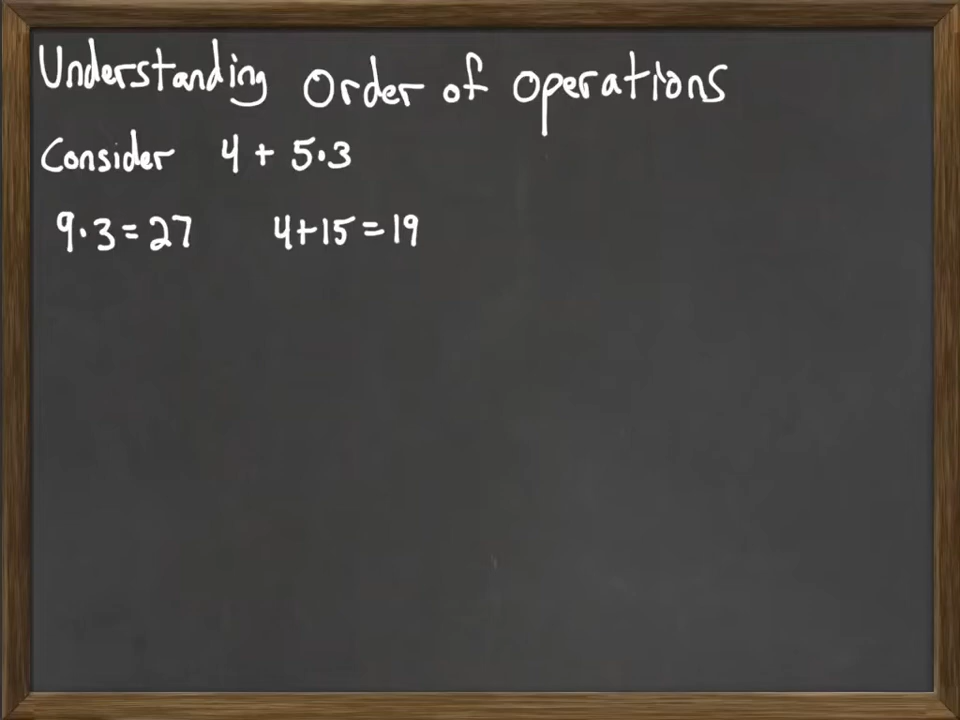 Understanding Order of Operations
Consider 4 + 5·3
9·3=27 4+15=19